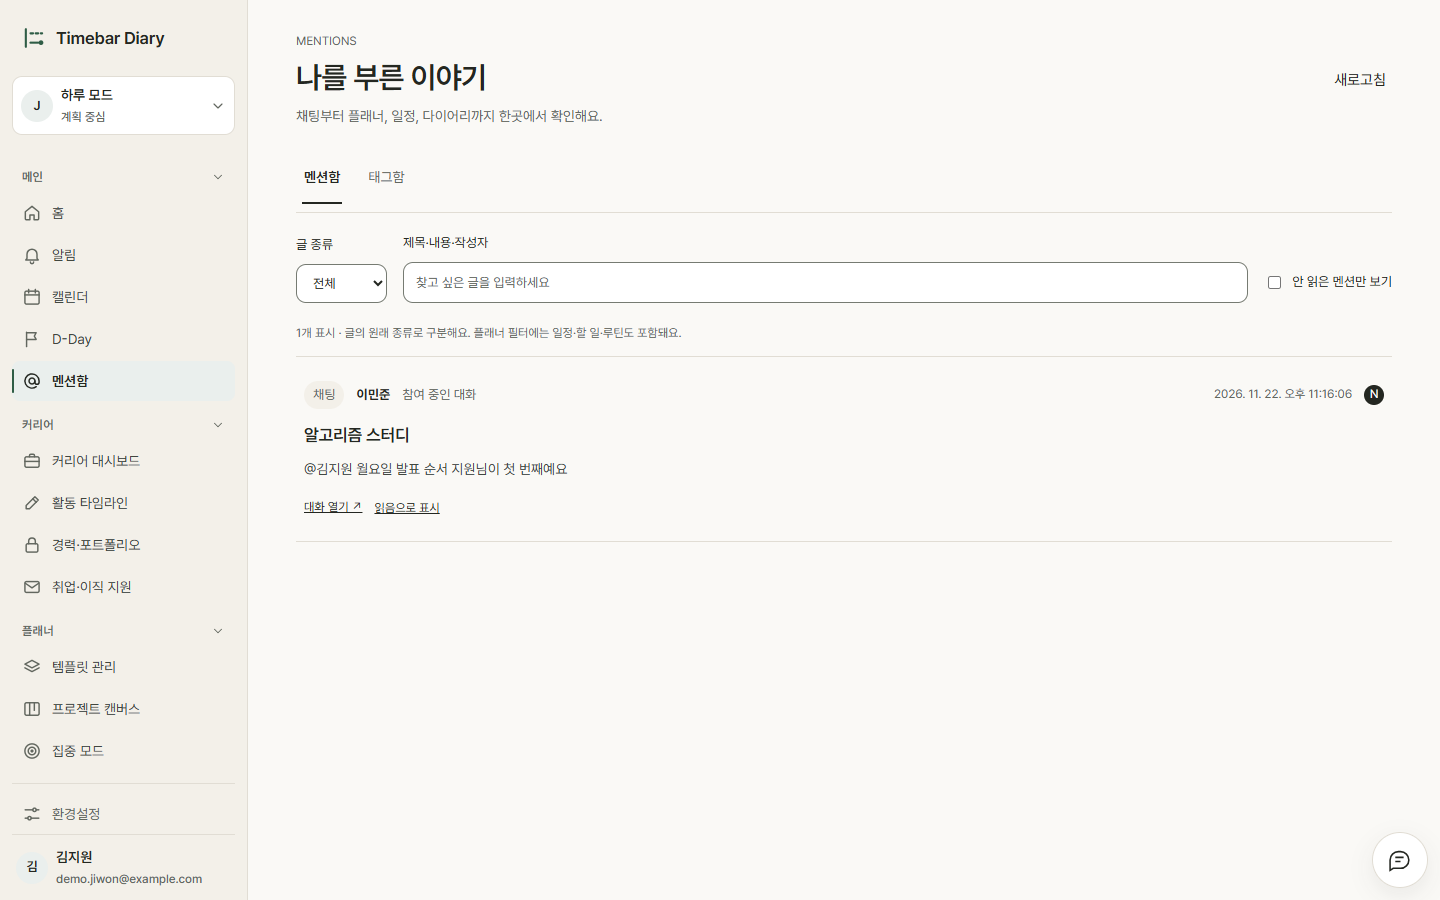 Timebar Diary
J
하루 모드
계획 중심
메인
홈
알림
캘린더
D-Day
멘션함
커리어
커리어 대시보드
활동 타임라인
경력·포트폴리오
취업·이직 지원
플래너
템플릿 관리
프로젝트 캔버스
집중 모드
환경설정
김
김지원
demo.jiwon@example.com
MENTIONS
나를 부른 이야기
채팅부터 플래너, 일정, 다이어리까지 한곳에서 확인해요.
새로고침
멘션함 태그함
글 종류
전체
제목·내용·작성자
찾고 싶은 글을 입력하세요
안 읽은 멘션만 보기
1개 표시 · 글의 원래 종류로 구분해요. 플래너 필터에는 일정·할 일·루틴도 포함돼요.
채팅 이민준 참여 중인 대화 2026. 11. 22. 오후 11:16:06 N
알고리즘 스터디
@김지원 월요일 발표 순서 지원님이 첫 번째예요
대화 열기 ↗ 읽음으로 표시